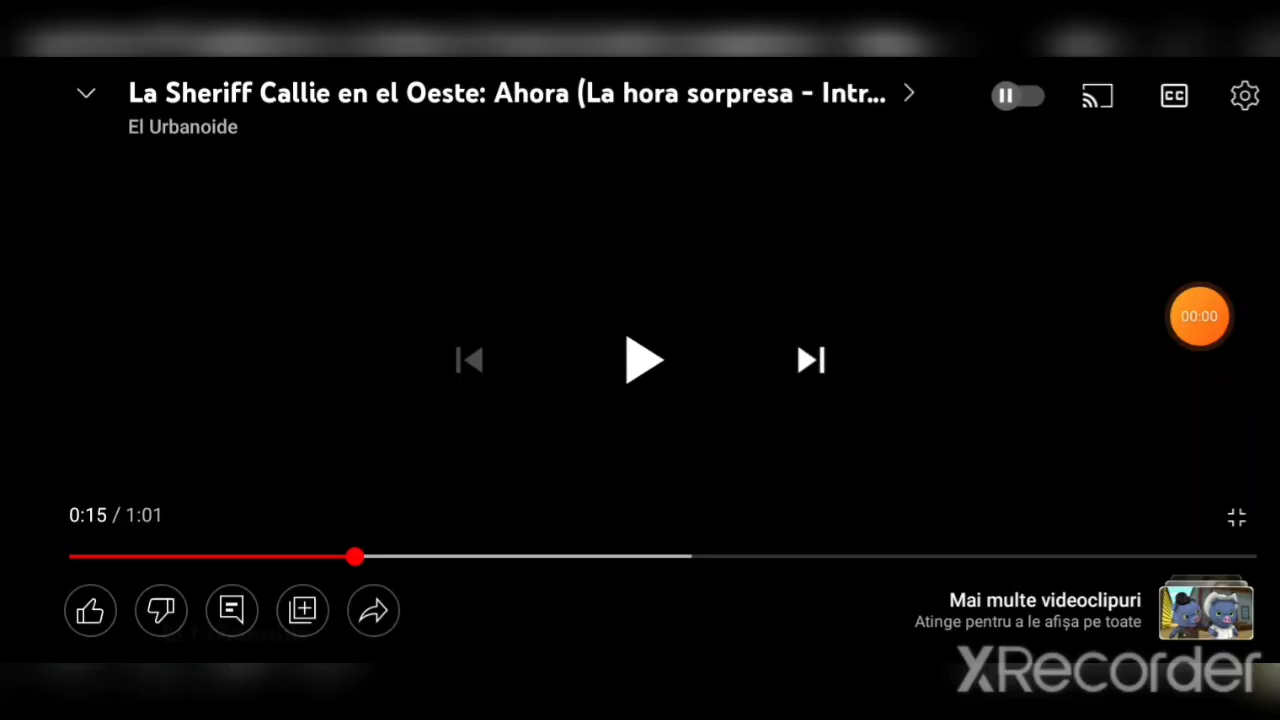 La Sheriff Callie en el Oeste: Ahora (La hora sorpresa - Intr...
El Urbanoide
CC
00:00
0:15 / 1:01
Mai multe videoclipuri
Atinge pentru a le afișa pe toate
XRecorder